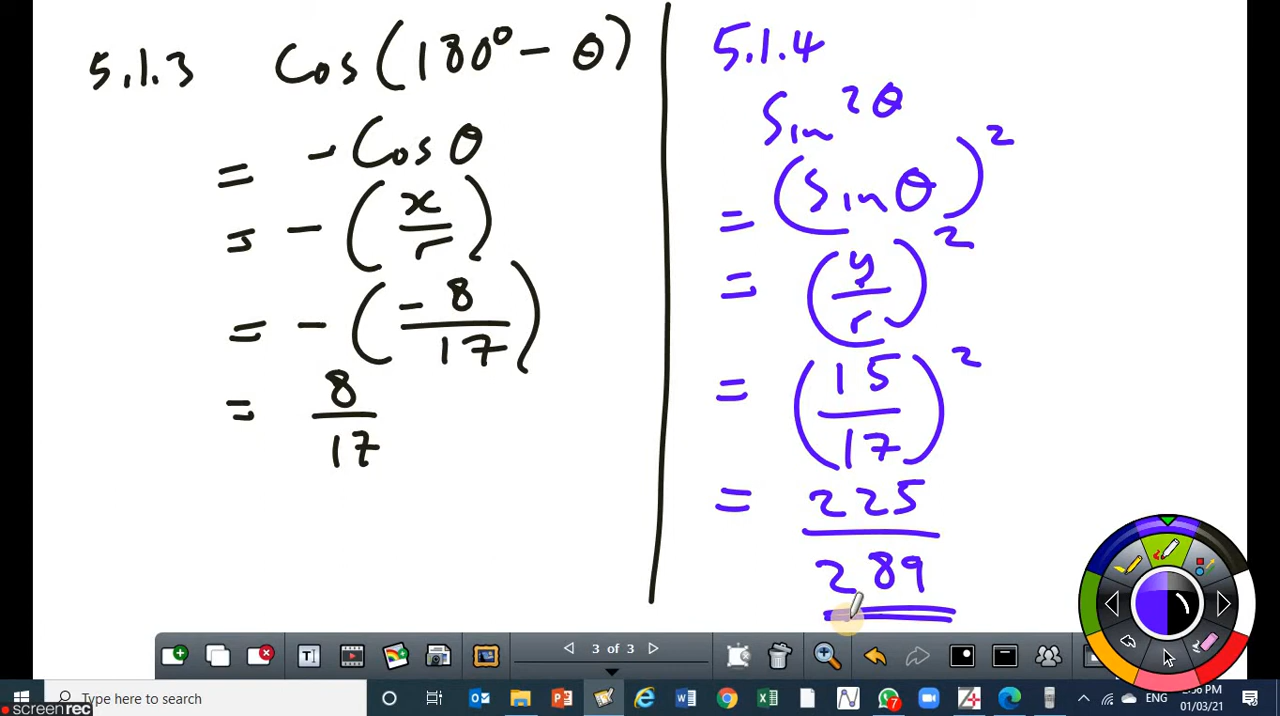 5.1.3 Cos(180° - θ)
= - Cos θ
= - (x/r)
= - (-8/17)
= 8/17
5.1.4
Sin²θ
= (Sin θ)²
= (y/r)²
= (15/17)²
= 225/289
3 of 3
Type here to search
ENG
01/03/21
screenrec